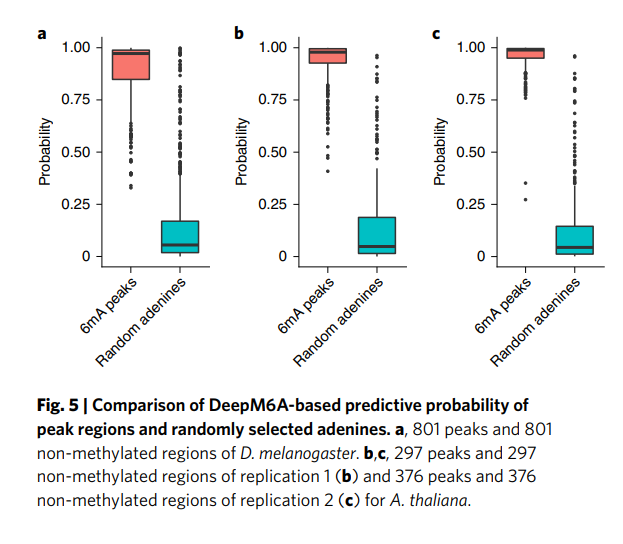 a
1.00
0.75
0.50
0.25
0
Probability
6mA peaks
Random adenines
b
1.00
0.75
0.50
0.25
0
Probability
6mA peaks
Random adenines
c
1.00
0.75
0.50
0.25
0
Probability
6mA peaks
Random adenines
Fig. 5 | Comparison of DeepM6A-based predictive probability of
peak regions and randomly selected adenines. a, 801 peaks and 801
non-methylated regions of D. melanogaster. b,c, 297 peaks and 297
non-methylated regions of replication 1 (b) and 376 peaks and 376
non-methylated regions of replication 2 (c) for A. thaliana.